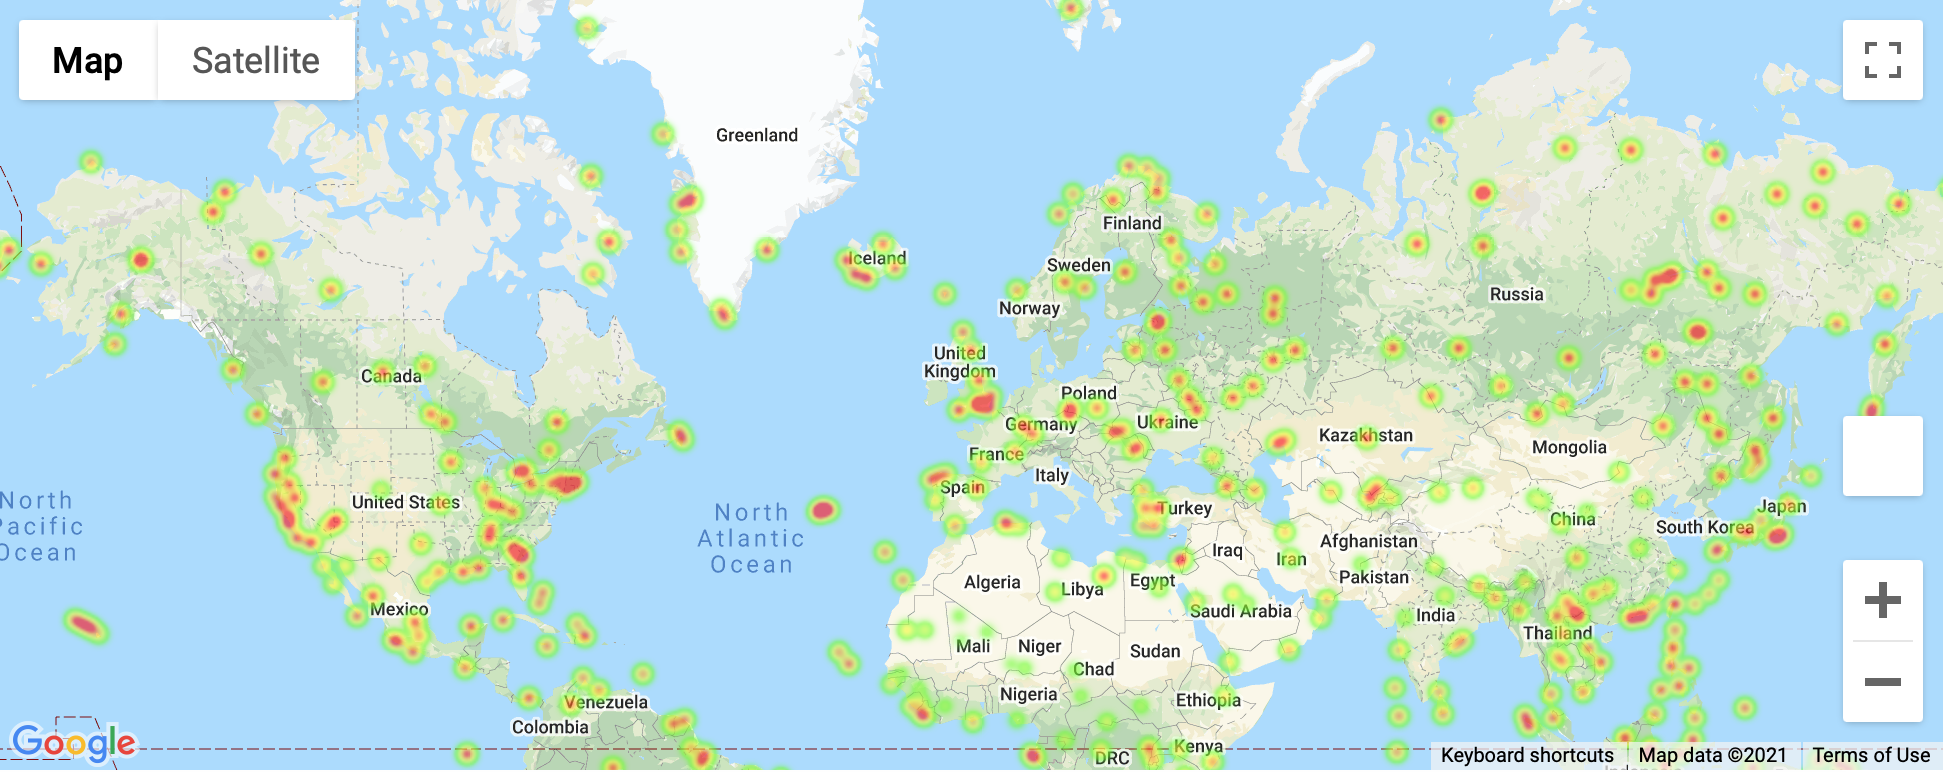 Map
Satellite
Greenland
Iceland
Finland
Sweden
Norway
Russia
United
Kingdom
Canada
Poland
Germany
Ukraine
France
Kazakhstan
Mongolia
Italy
Spain
United States
North
Pacific
Ocean
North
Atlantic
Ocean
Turkey
China
Japan
South Korea
Afghanistan
Iraq
Iran
Algeria
Libya
Egypt
Pakistan
Saudi Arabia
India
Mexico
Thailand
Mali
Niger
Sudan
Chad
Nigeria
Ethiopia
Venezuela
Colombia
Kenya
DRC
Google
Keyboard shortcuts
Map data ©2021
Terms of Use